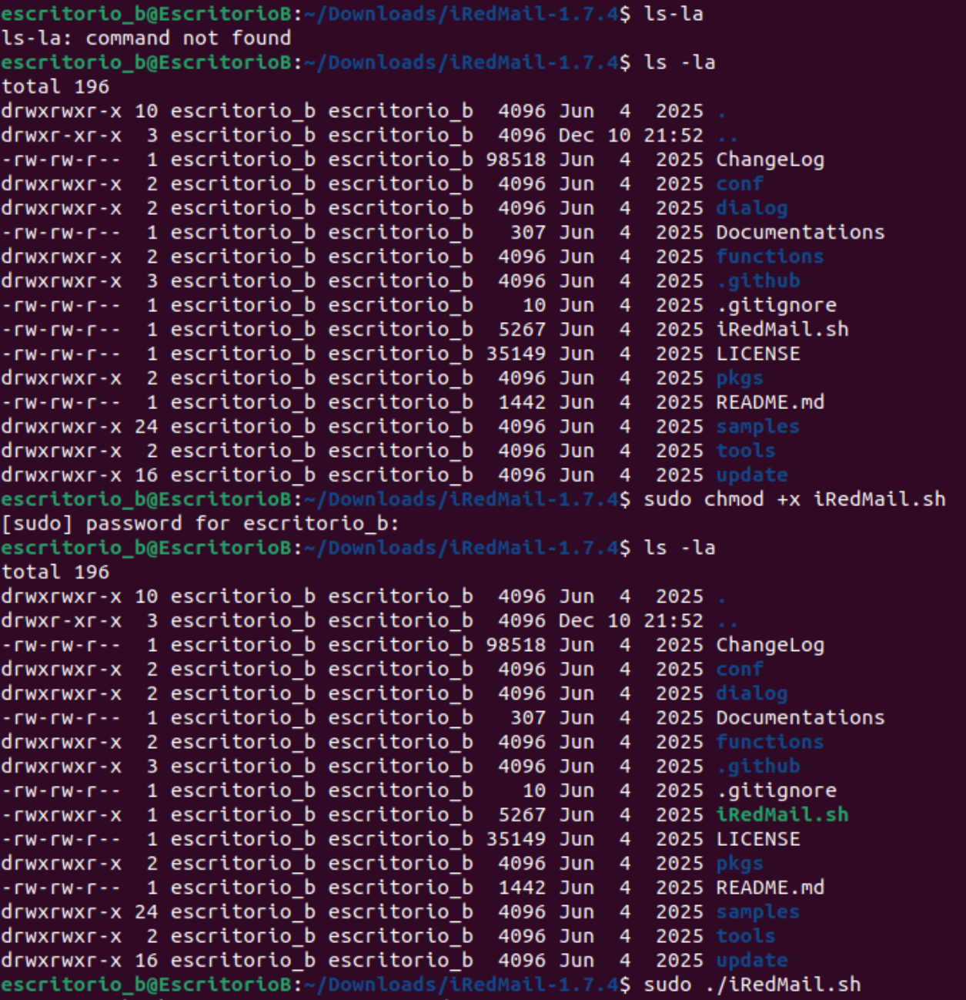 escritorio_b@EscritorioB:~/Downloads/iRedMail-1.7.4$ ls-la
ls-la: command not found
escritorio_b@EscritorioB:~/Downloads/iRedMail-1.7.4$ ls -la
total 196
drwxrwxr-x 10 escritorio_b escritorio_b  4096 Jun  4  2025 .
drwxr-xr-x  3 escritorio_b escritorio_b  4096 Dec 10 21:52 ..
-rw-rw-r--  1 escritorio_b escritorio_b 98518 Jun  4  2025 ChangeLog
drwxrwxr-x  2 escritorio_b escritorio_b  4096 Jun  4  2025 conf
drwxrwxr-x  2 escritorio_b escritorio_b  4096 Jun  4  2025 dialog
-rw-rw-r--  1 escritorio_b escritorio_b   307 Jun  4  2025 Documentations
drwxrwxr-x  2 escritorio_b escritorio_b  4096 Jun  4  2025 functions
drwxrwxr-x  3 escritorio_b escritorio_b  4096 Jun  4  2025 .github
-rw-rw-r--  1 escritorio_b escritorio_b    10 Jun  4  2025 .gitignore
-rw-rw-r--  1 escritorio_b escritorio_b  5267 Jun  4  2025 iRedMail.sh
-rw-rw-r--  1 escritorio_b escritorio_b 35149 Jun  4  2025 LICENSE
drwxrwxr-x  2 escritorio_b escritorio_b  4096 Jun  4  2025 pkgs
-rw-rw-r--  1 escritorio_b escritorio_b  1442 Jun  4  2025 README.md
drwxrwxr-x 24 escritorio_b escritorio_b  4096 Jun  4  2025 samples
drwxrwxr-x  2 escritorio_b escritorio_b  4096 Jun  4  2025 tools
drwxrwxr-x 16 escritorio_b escritorio_b  4096 Jun  4  2025 update
escritorio_b@EscritorioB:~/Downloads/iRedMail-1.7.4$ sudo chmod +x iRedMail.sh
[sudo] password for escritorio_b:
escritorio_b@EscritorioB:~/Downloads/iRedMail-1.7.4$ ls -la
total 196
drwxrwxr-x 10 escritorio_b escritorio_b  4096 Jun  4  2025 .
drwxr-xr-x  3 escritorio_b escritorio_b  4096 Dec 10 21:52 ..
-rw-rw-r--  1 escritorio_b escritorio_b 98518 Jun  4  2025 ChangeLog
drwxrwxr-x  2 escritorio_b escritorio_b  4096 Jun  4  2025 conf
drwxrwxr-x  2 escritorio_b escritorio_b  4096 Jun  4  2025 dialog
-rw-rw-r--  1 escritorio_b escritorio_b   307 Jun  4  2025 Documentations
drwxrwxr-x  2 escritorio_b escritorio_b  4096 Jun  4  2025 functions
drwxrwxr-x  3 escritorio_b escritorio_b  4096 Jun  4  2025 .github
-rw-rw-r--  1 escritorio_b escritorio_b    10 Jun  4  2025 .gitignore
-rwxrwxr-x  1 escritorio_b escritorio_b  5267 Jun  4  2025 iRedMail.sh
-rw-rw-r--  1 escritorio_b escritorio_b 35149 Jun  4  2025 LICENSE
drwxrwxr-x  2 escritorio_b escritorio_b  4096 Jun  4  2025 pkgs
-rw-rw-r--  1 escritorio_b escritorio_b  1442 Jun  4  2025 README.md
drwxrwxr-x 24 escritorio_b escritorio_b  4096 Jun  4  2025 samples
drwxrwxr-x  2 escritorio_b escritorio_b  4096 Jun  4  2025 tools
drwxrwxr-x 16 escritorio_b escritorio_b  4096 Jun  4  2025 update
escritorio_b@EscritorioB:~/Downloads/iRedMail-1.7.4$ sudo ./iRedMail.sh